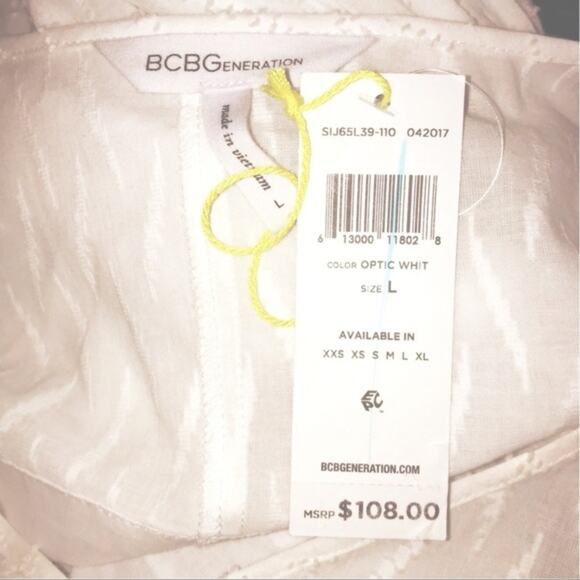 BCBGENERATION
made in vietnam
L
SIJ65L39-110 042017
6 13000 11802 8
COLOR OPTIC WHIT
SIZE L
AVAILABLE IN
XXS XS S M L XL
EPC
BCBGENERATION.COM
MSRP $108.00